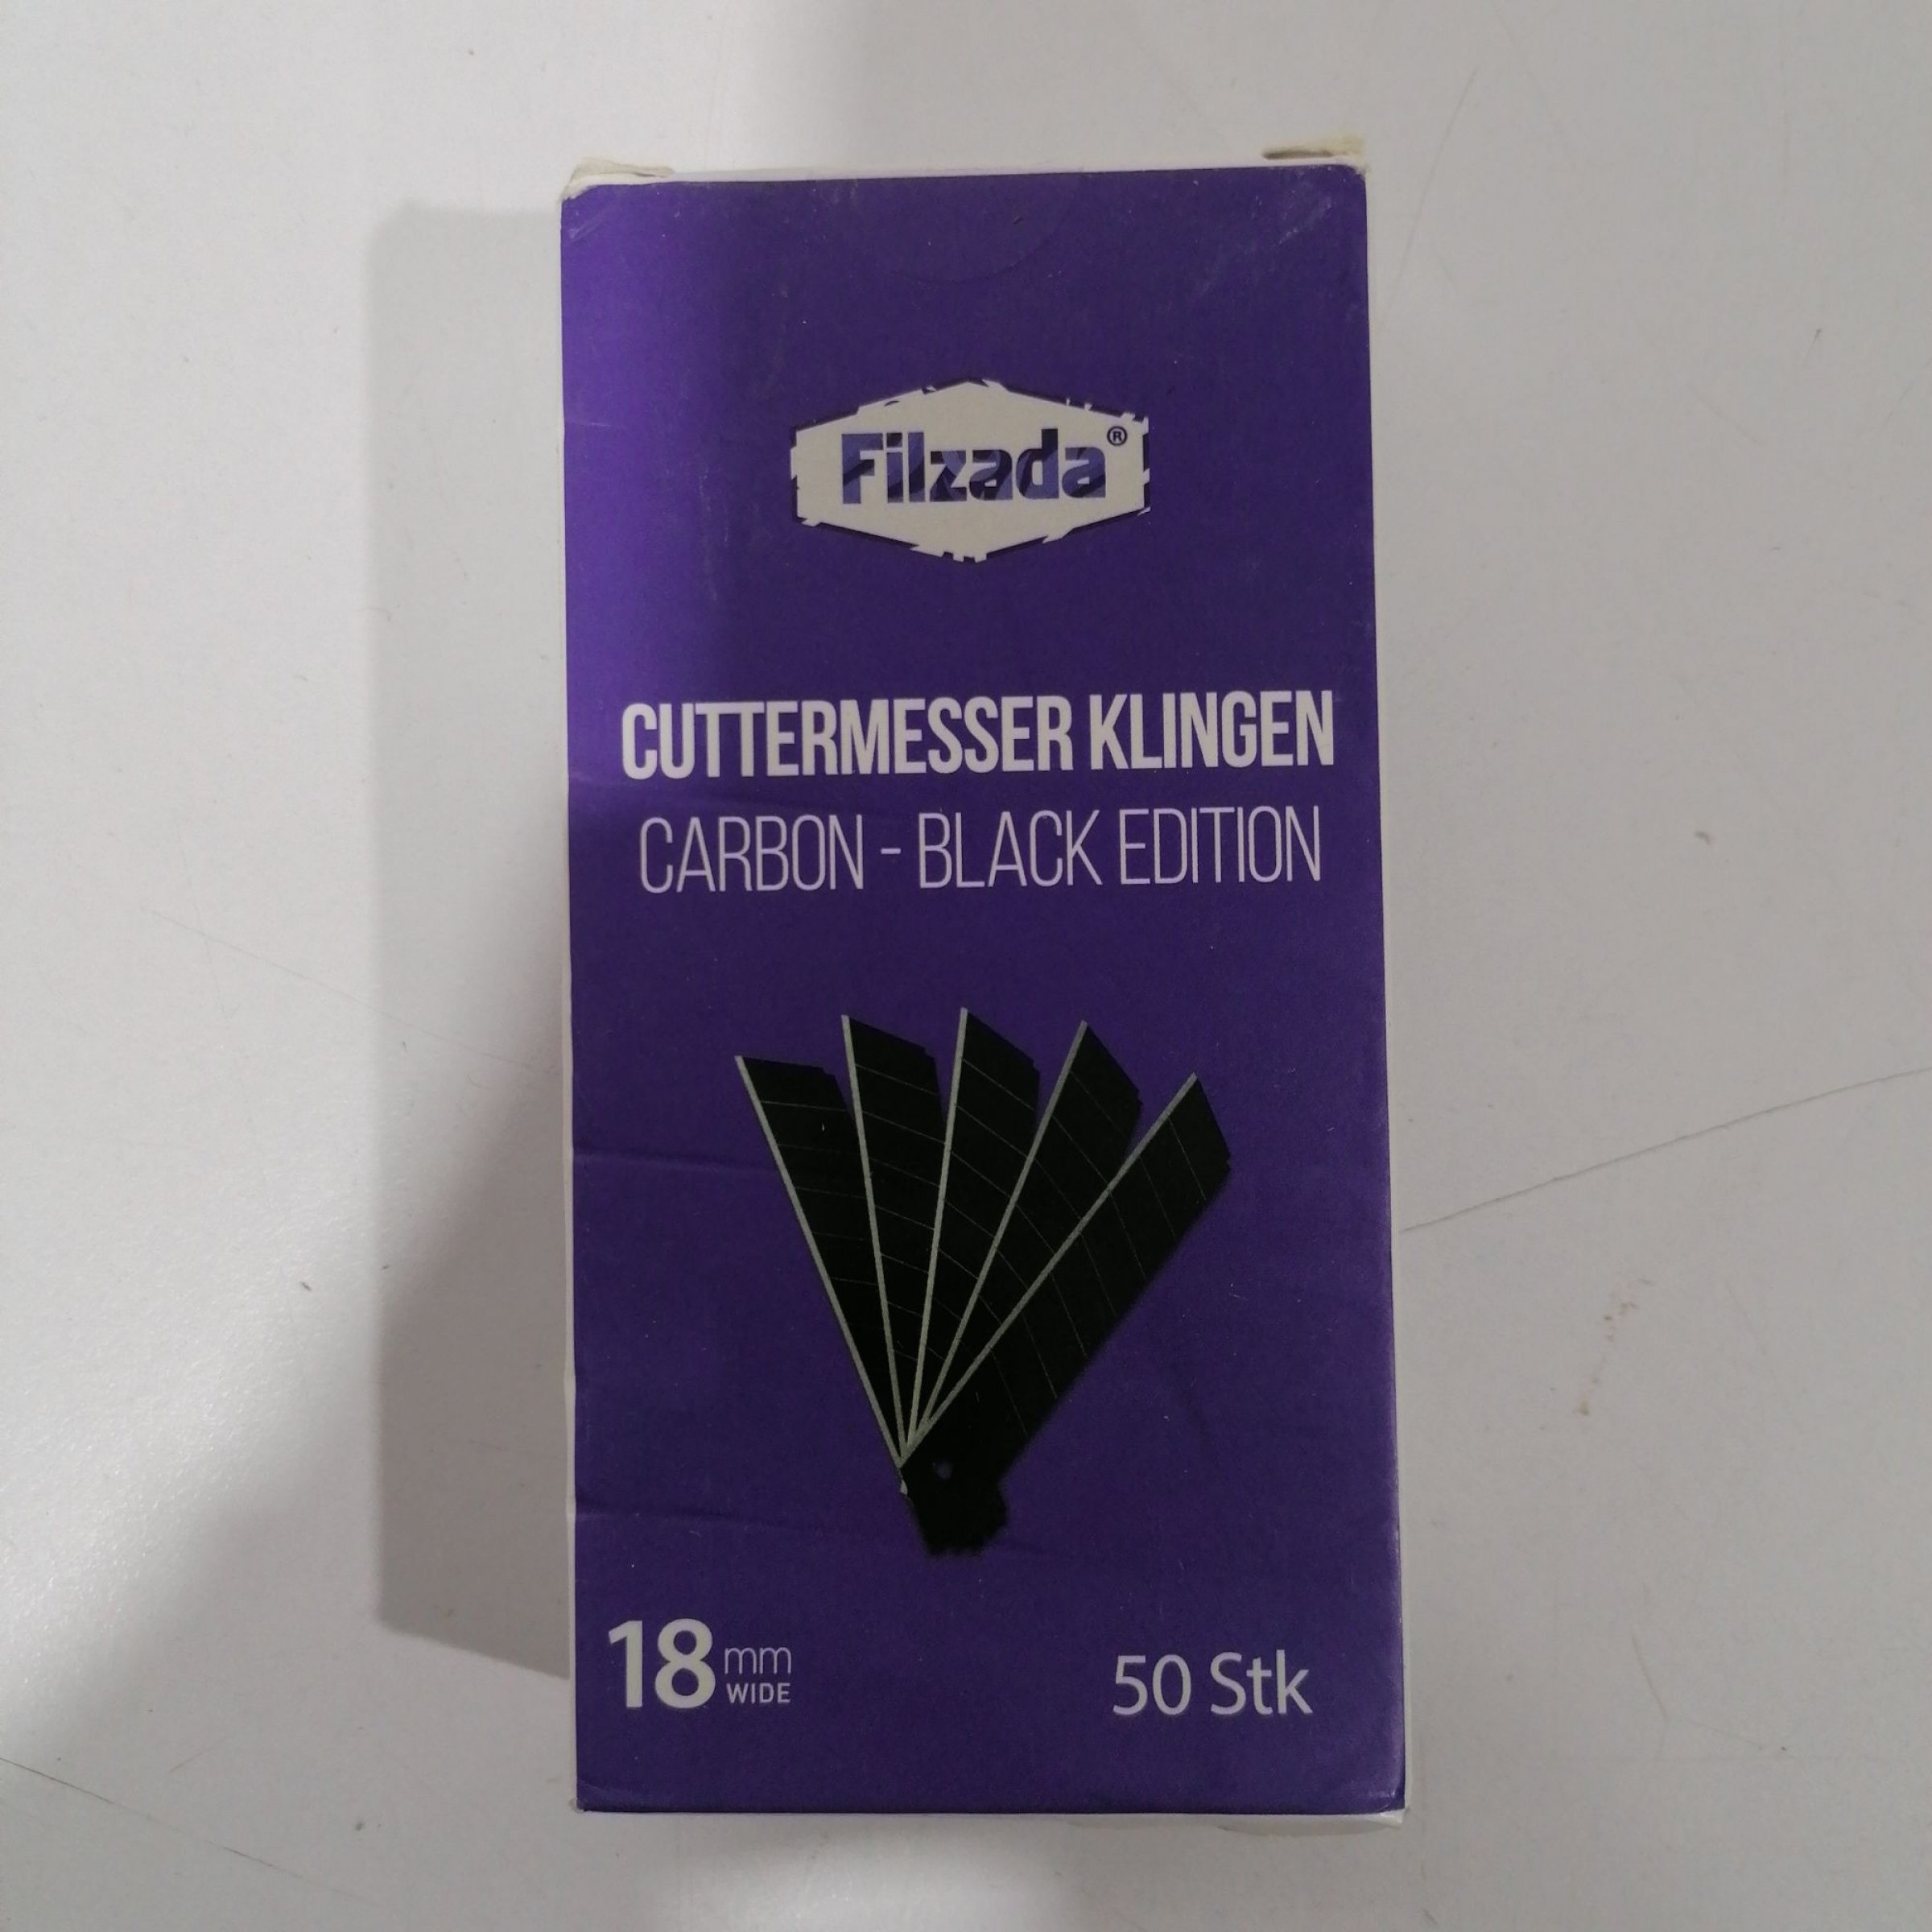 Filzada®
CUTTERMESSER KLINGEN
CARBON - BLACK EDITION
18 mm WIDE
50 Stk